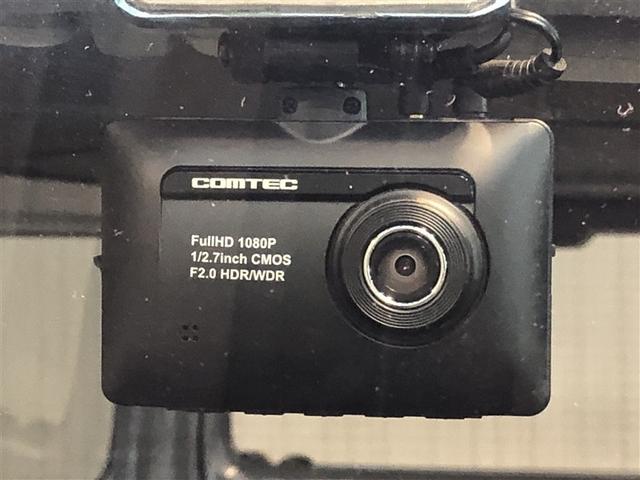 COMTEC
FullHD 1080P
1/2.7inch CMOS
F2.0 HDR/WDR